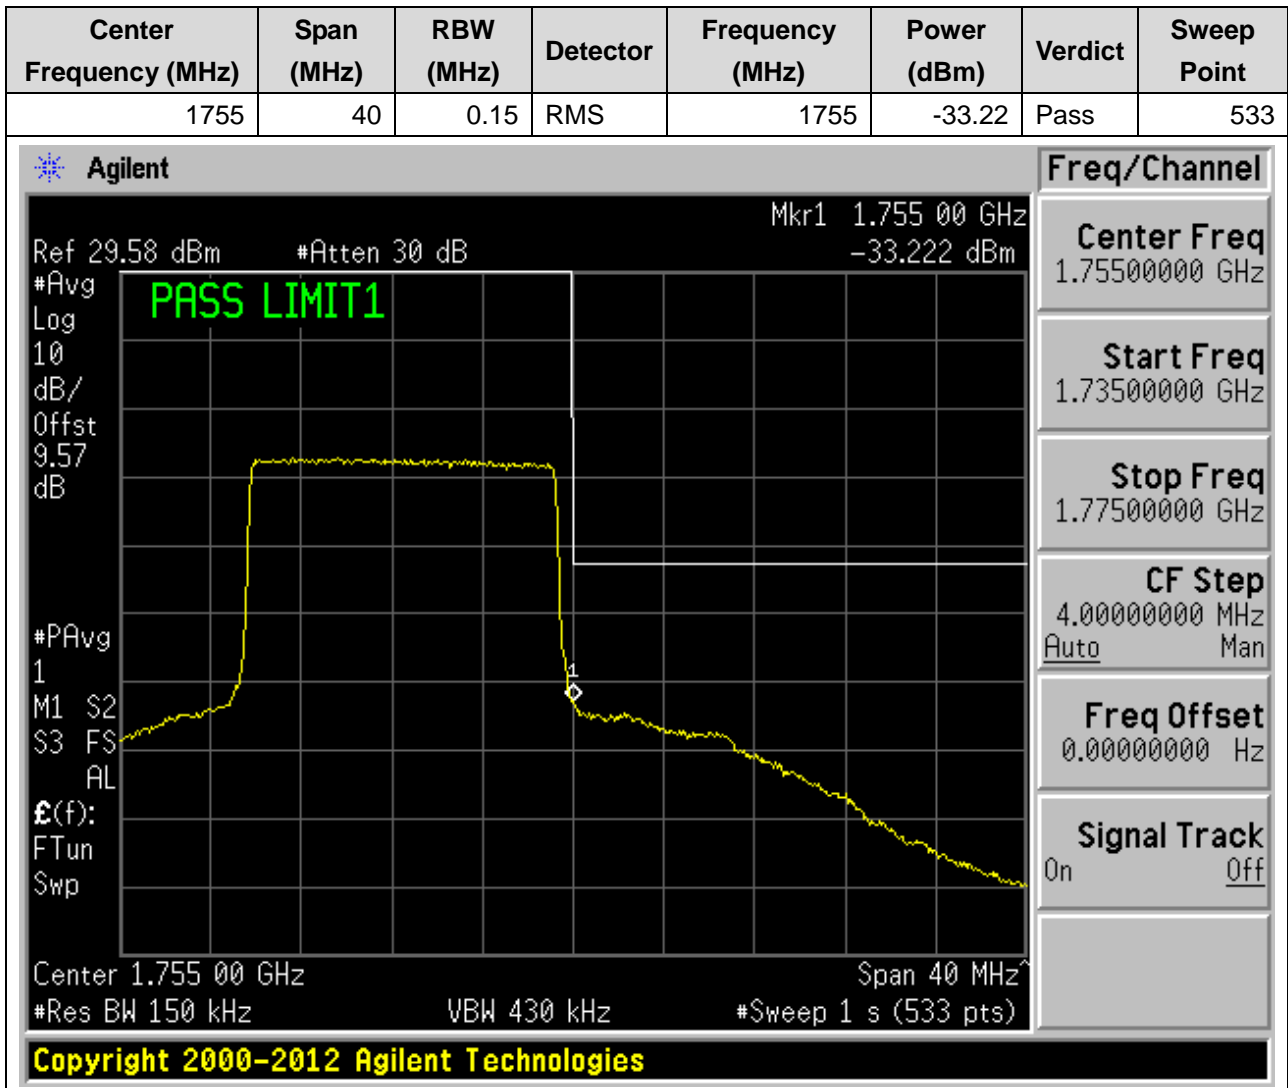 Center Frequency (MHz) Span (MHz) RBW (MHz) Detector Frequency (MHz) Power (dBm) Verdict Sweep Point
1755 40 0.15 RMS 1755 -33.22 Pass 533
Agilent
Freq/Channel
Mkr1 1.755 00 GHz
Ref 29.58 dBm #Atten 30 dB -33.222 dBm
#Avg
Log
10
dB/
Offst
9.57
dB
PASS LIMIT1
#PAvg
1
M1 S2
S3 FS
AL
£(f):
FTun
Swp
1
Center 1.755 00 GHz Span 40 MHz^
#Res BW 150 kHz VBW 430 kHz #Sweep 1 s (533 pts)
Center Freq
1.75500000 GHz
Start Freq
1.73500000 GHz
Stop Freq
1.77500000 GHz
CF Step
4.00000000 MHz
Auto Man
Freq Offset
0.00000000 Hz
Signal Track
On Off
Copyright 2000-2012 Agilent Technologies